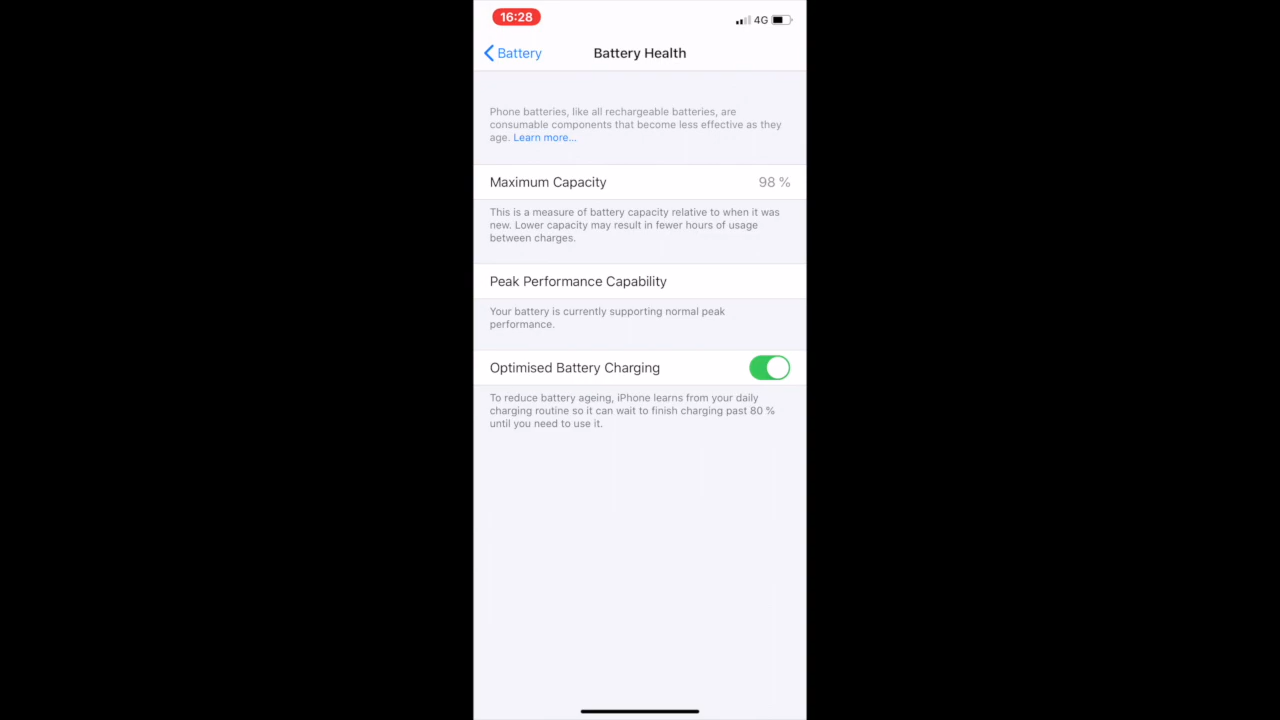 16:28
4G
Battery
Battery Health
Phone batteries, like all rechargeable batteries, are
consumable components that become less effective as they
age. Learn more...
Maximum Capacity 98 %
This is a measure of battery capacity relative to when it was
new. Lower capacity may result in fewer hours of usage
between charges.
Peak Performance Capability
Your battery is currently supporting normal peak
performance.
Optimised Battery Charging
To reduce battery ageing, iPhone learns from your daily
charging routine so it can wait to finish charging past 80 %
until you need to use it.